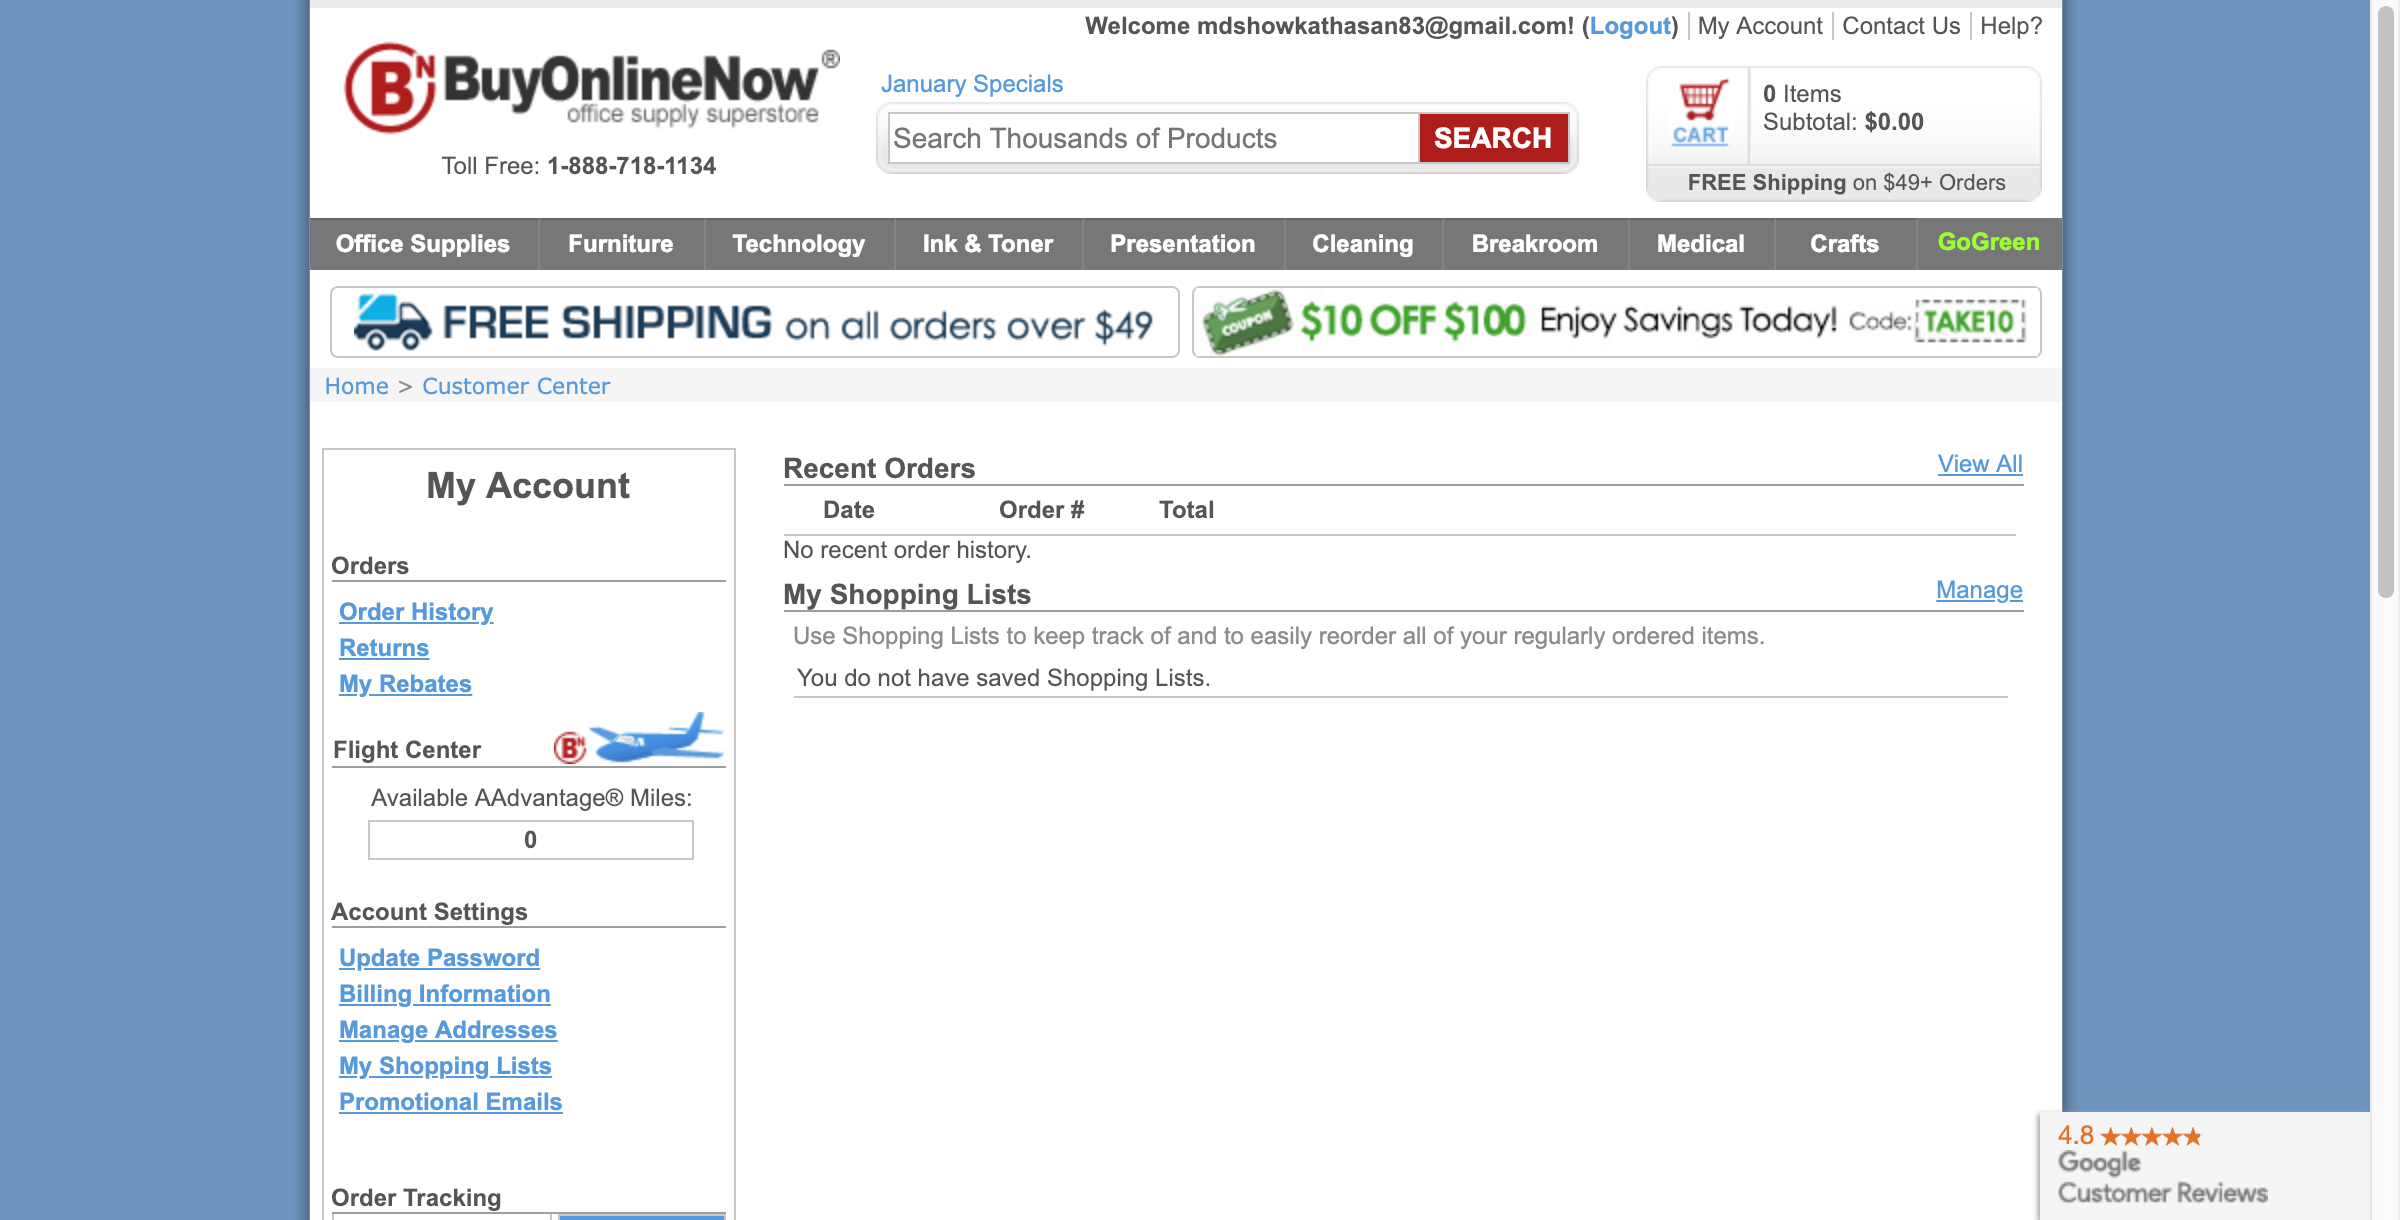 Welcome mdshowkathasan83@gmail.com! (Logout) My Account Contact Us Help?
BN BuyOnlineNow®
office supply superstore
Toll Free: 1-888-718-1134
January Specials
Search Thousands of Products SEARCH
CART
0 Items
Subtotal: $0.00
FREE Shipping on $49+ Orders
Office Supplies Furniture Technology Ink & Toner Presentation Cleaning Breakroom Medical Crafts GoGreen
FREE SHIPPING on all orders over $49
COUPON $10 OFF $100 Enjoy Savings Today! Code: TAKE10
Home > Customer Center
My Account
Orders
Order History
Returns
My Rebates
Flight Center BN
Available AAdvantage® Miles:
0
Account Settings
Update Password
Billing Information
Manage Addresses
My Shopping Lists
Promotional Emails
Order Tracking
Recent Orders View All
Date Order # Total
No recent order history.
My Shopping Lists Manage
Use Shopping Lists to keep track of and to easily reorder all of your regularly ordered items.
You do not have saved Shopping Lists.
4.8 ★★★★★
Google
Customer Reviews